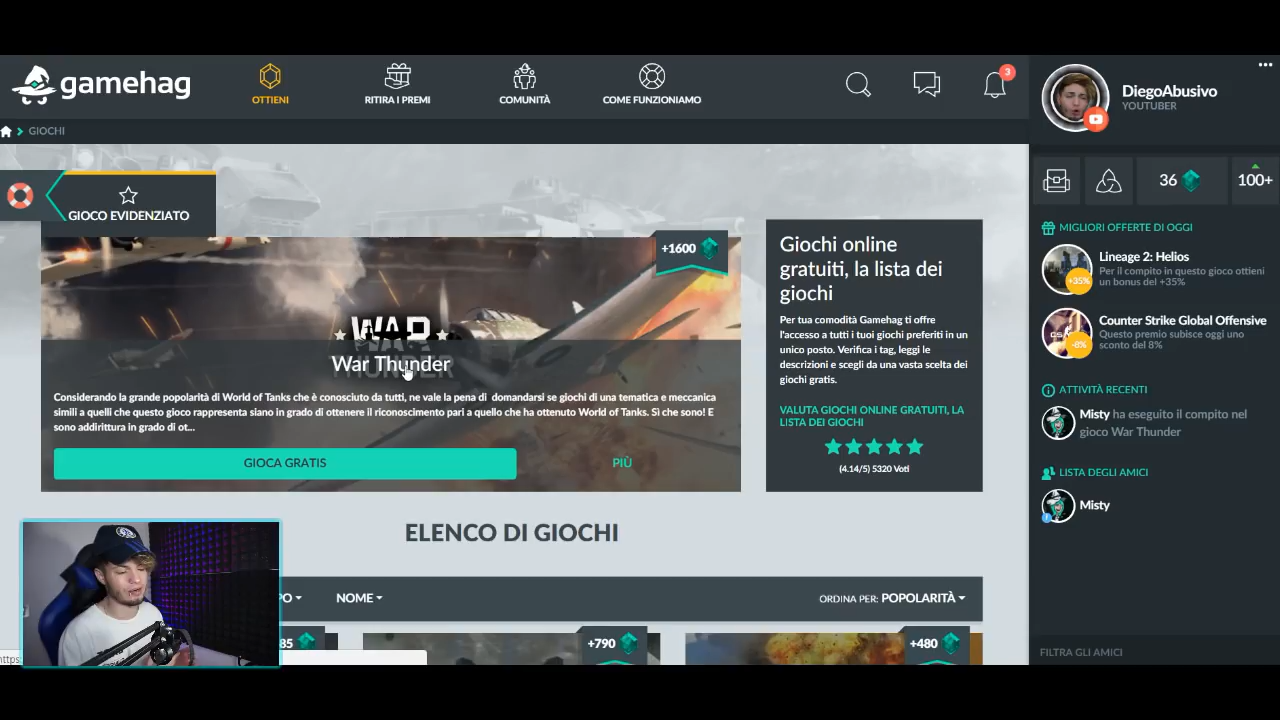 gamehag
OTTIENI
RITIRA I PREMI
COMUNITÀ
COME FUNZIONIAMO
3
DiegoAbusivo
YOUTUBER
GIOCHI
36
100+
GIOCO EVIDENZIATO
+1600
WAR
THUNDER
War Thunder
Considerando la grande popolarità di World of Tanks che è conosciuto da tutti, ne vale la pena di domandarsi se giochi di una tematica e meccanica
simili a quelli che questo gioco rappresenta siano in grado di ottenere il riconoscimento pari a quello che ha ottenuto World of Tanks. Sì che sono! E
sono addirittura in grado di ot...
GIOCA GRATIS
PIÙ
Giochi online
gratuiti, la lista dei
giochi
Per tua comodità Gamehag ti offre
l'accesso a tutti i tuoi giochi preferiti in un
unico posto. Verifica i tag, leggi le
descrizioni e scegli da una vasta scelta dei
giochi gratis.
VALUTA GIOCHI ONLINE GRATUITI, LA
LISTA DEI GIOCHI
(4.14/5) 5320 Voti
MIGLIORI OFFERTE DI OGGI
Lineage 2: Helios
Per il compito in questo gioco ottieni
un bonus del +35%
+35%
Counter Strike Global Offensive
Questo premio subisce oggi uno
sconto del 8%
-8%
ATTIVITÀ RECENTI
Misty ha eseguito il compito nel
gioco War Thunder
LISTA DEGLI AMICI
Misty
FILTRA GLI AMICI
ELENCO DI GIOCHI
PO
NOME
ORDINA PER: POPOLARITÀ
85
+790
+480
https